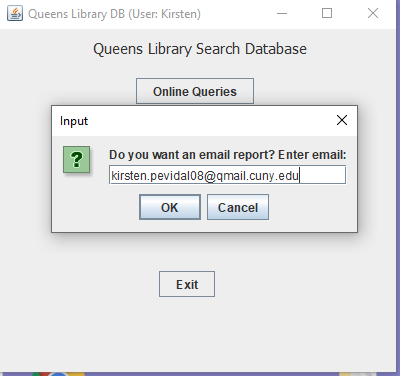 Queens Library DB (User: Kirsten)
Queens Library Search Database
Online Queries
Input
?
Do you want an email report? Enter email:
kirsten.pevidal08@qmail.cuny.edu
OK Cancel
Exit